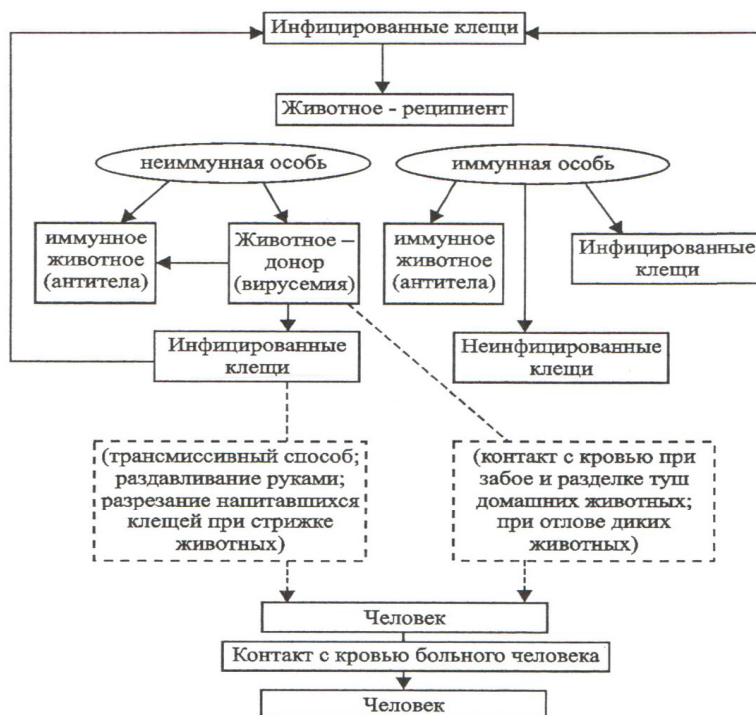 Инфицированные клещи
Животное - реципиент
неиммунная особь
иммунная особь
иммунное
животное
(антитела)
Животное –
донор
(вирусемия)
иммунное
животное
(антитела)
Инфицированные
клещи
Инфицированные
клещи
Неинфицированные
клещи
(трансмиссивный способ;
раздавливание руками;
разрезание напитавшихся
клещей при стрижке
животных)
(контакт с кровью при
забое и разделке туш
домашних животных;
при отлове диких
животных)
Человек
Контакт с кровью больного человека
Человек